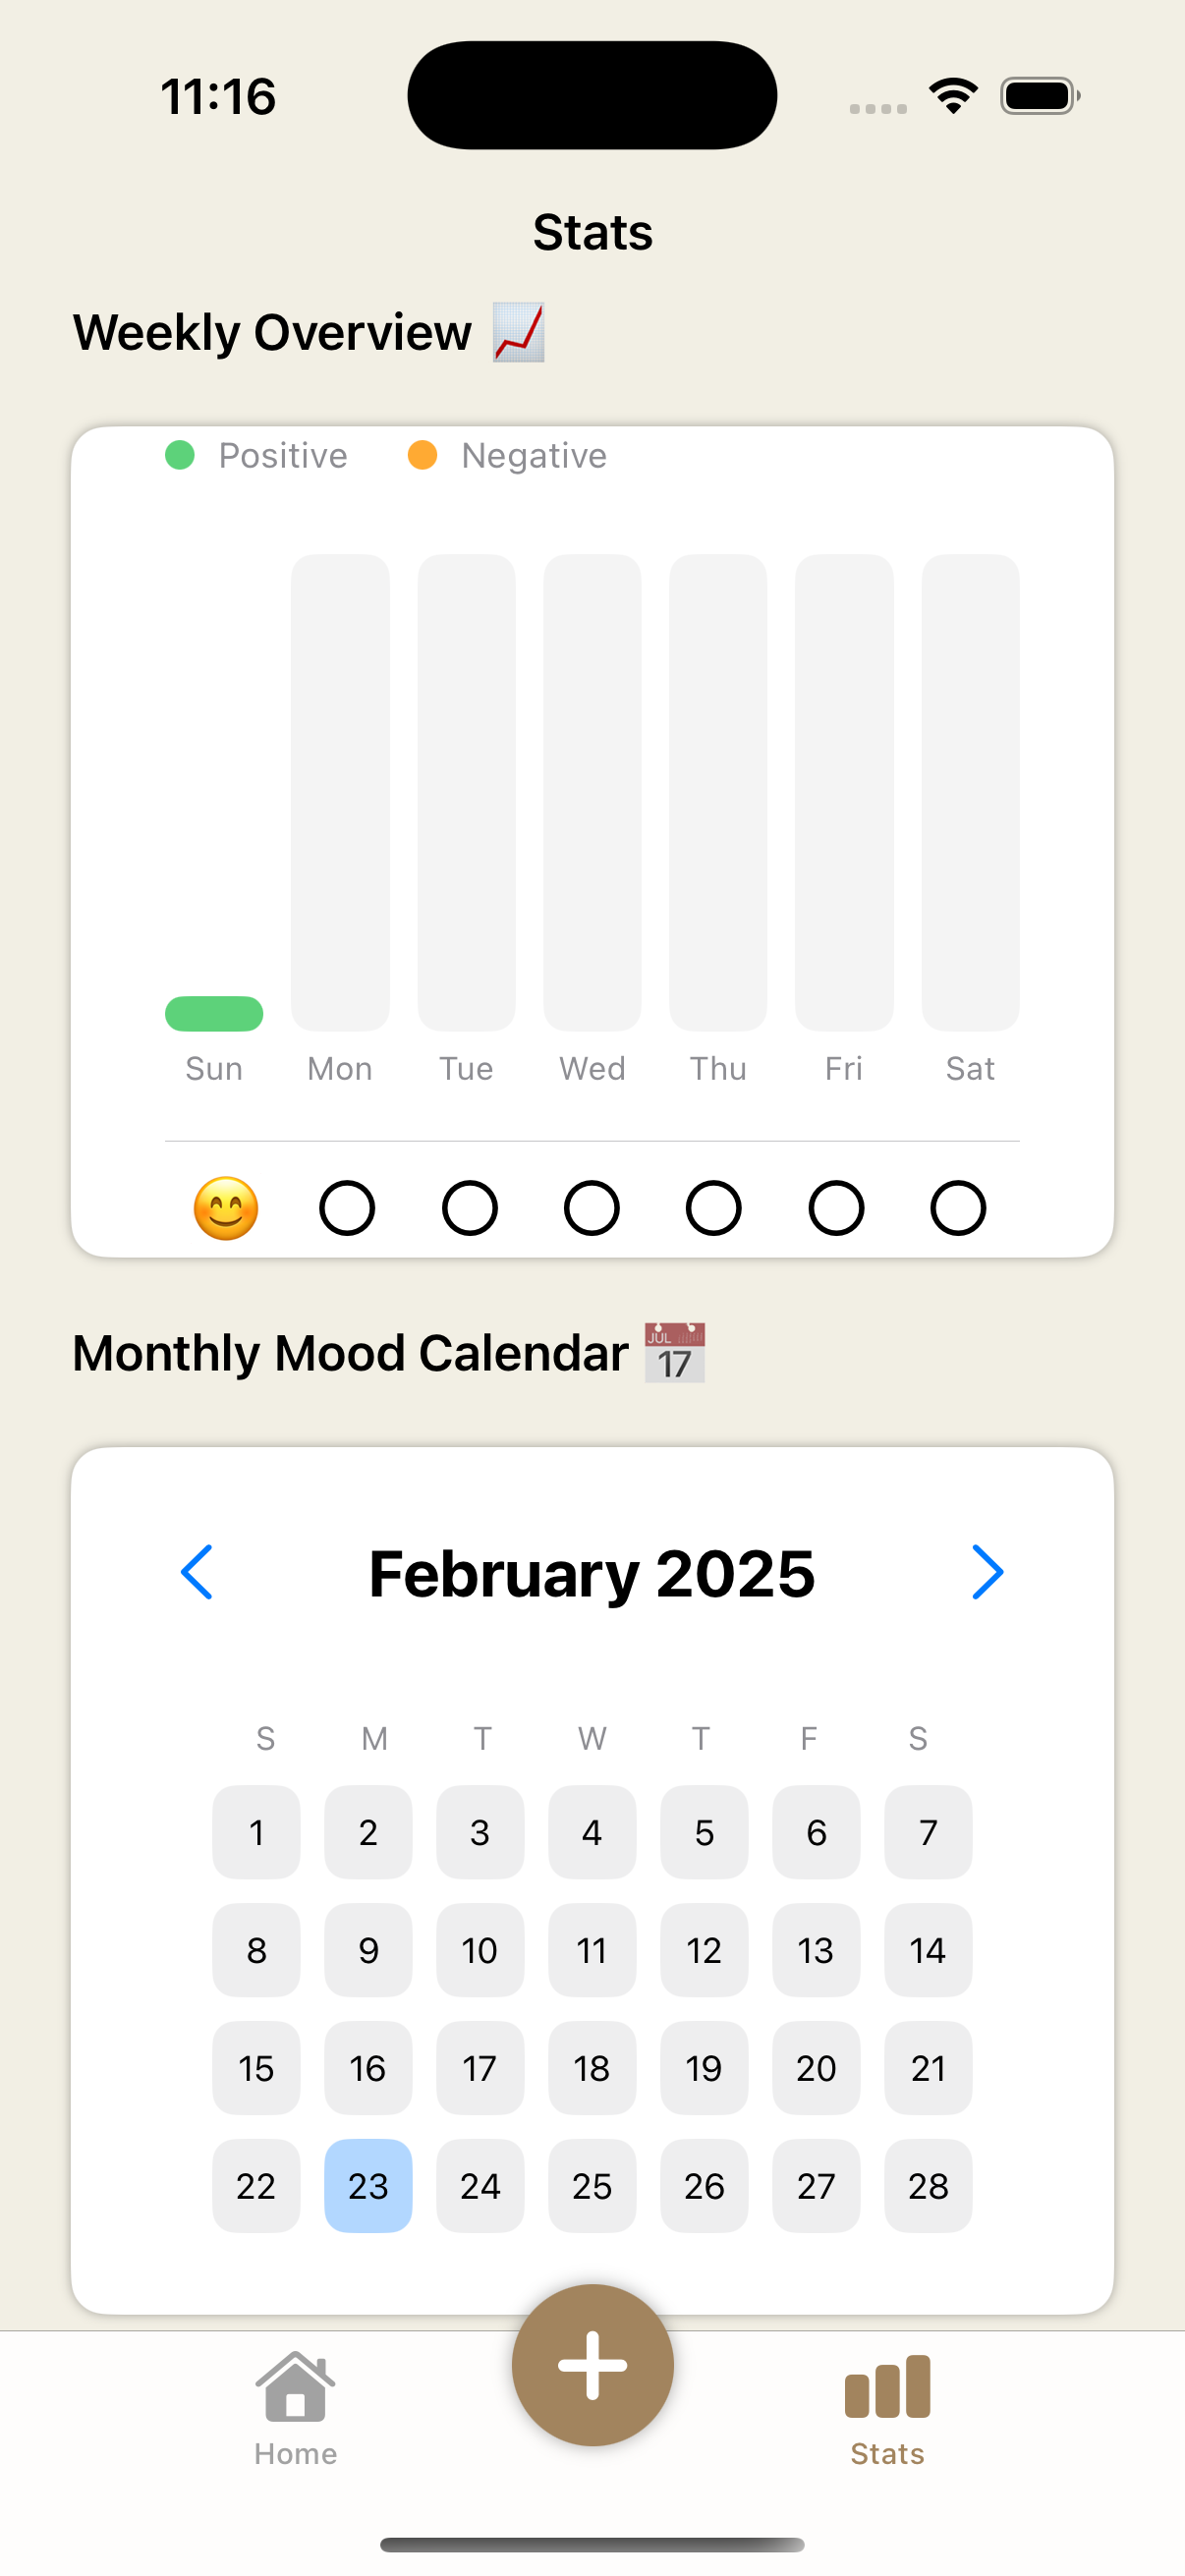 11:16
Stats
Weekly Overview 📈
Positive Negative
Sun Mon Tue Wed Thu Fri Sat
Monthly Mood Calendar 📅
JUL
17
February 2025
S M T W T F S
1 2 3 4 5 6 7
8 9 10 11 12 13 14
15 16 17 18 19 20 21
22 23 24 25 26 27 28
Home Stats